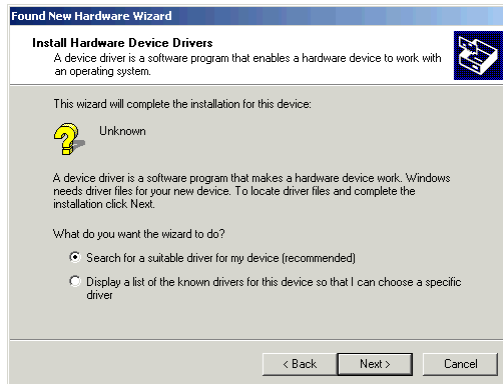 Found New Hardware Wizard
Install Hardware Device Drivers
A device driver is a software program that enables a hardware device to work with
an operating system.
This wizard will complete the installation for this device:
Unknown
A device driver is a software program that makes a hardware device work. Windows
needs driver files for your new device. To locate driver files and complete the
installation click Next.
What do you want the wizard to do?
Search for a suitable driver for my device (recommended)
Display a list of the known drivers for this device so that I can choose a specific
driver
< Back Next > Cancel